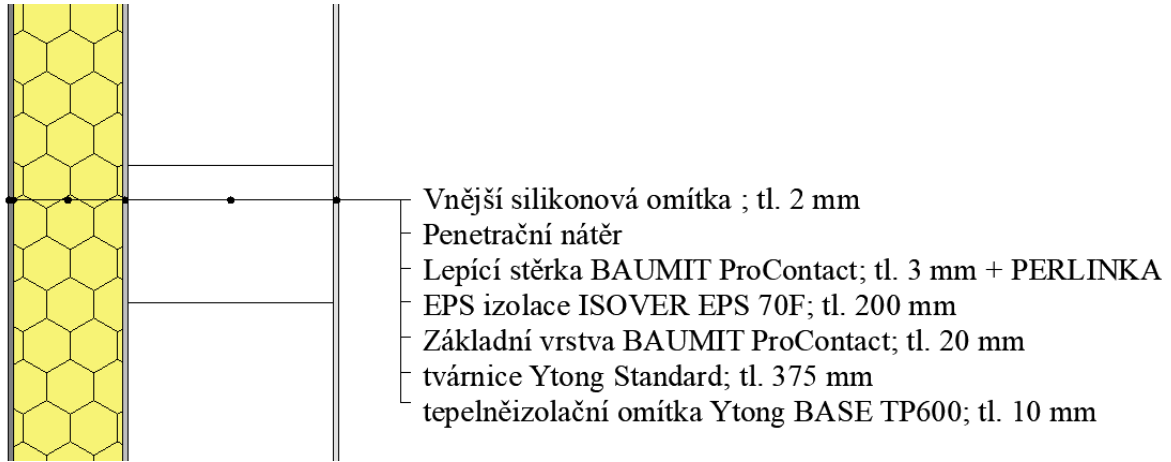 Vnější silikonová omítka ; tl. 2 mm
Penetrační nátěr
Lepící stěrka BAUMIT ProContact; tl. 3 mm + PERLINKA
EPS izolace ISOVER EPS 70F; tl. 200 mm
Základní vrstva BAUMIT ProContact; tl. 20 mm
tvárnice Ytong Standard; tl. 375 mm
tepelněizolační omítka Ytong BASE TP600; tl. 10 mm